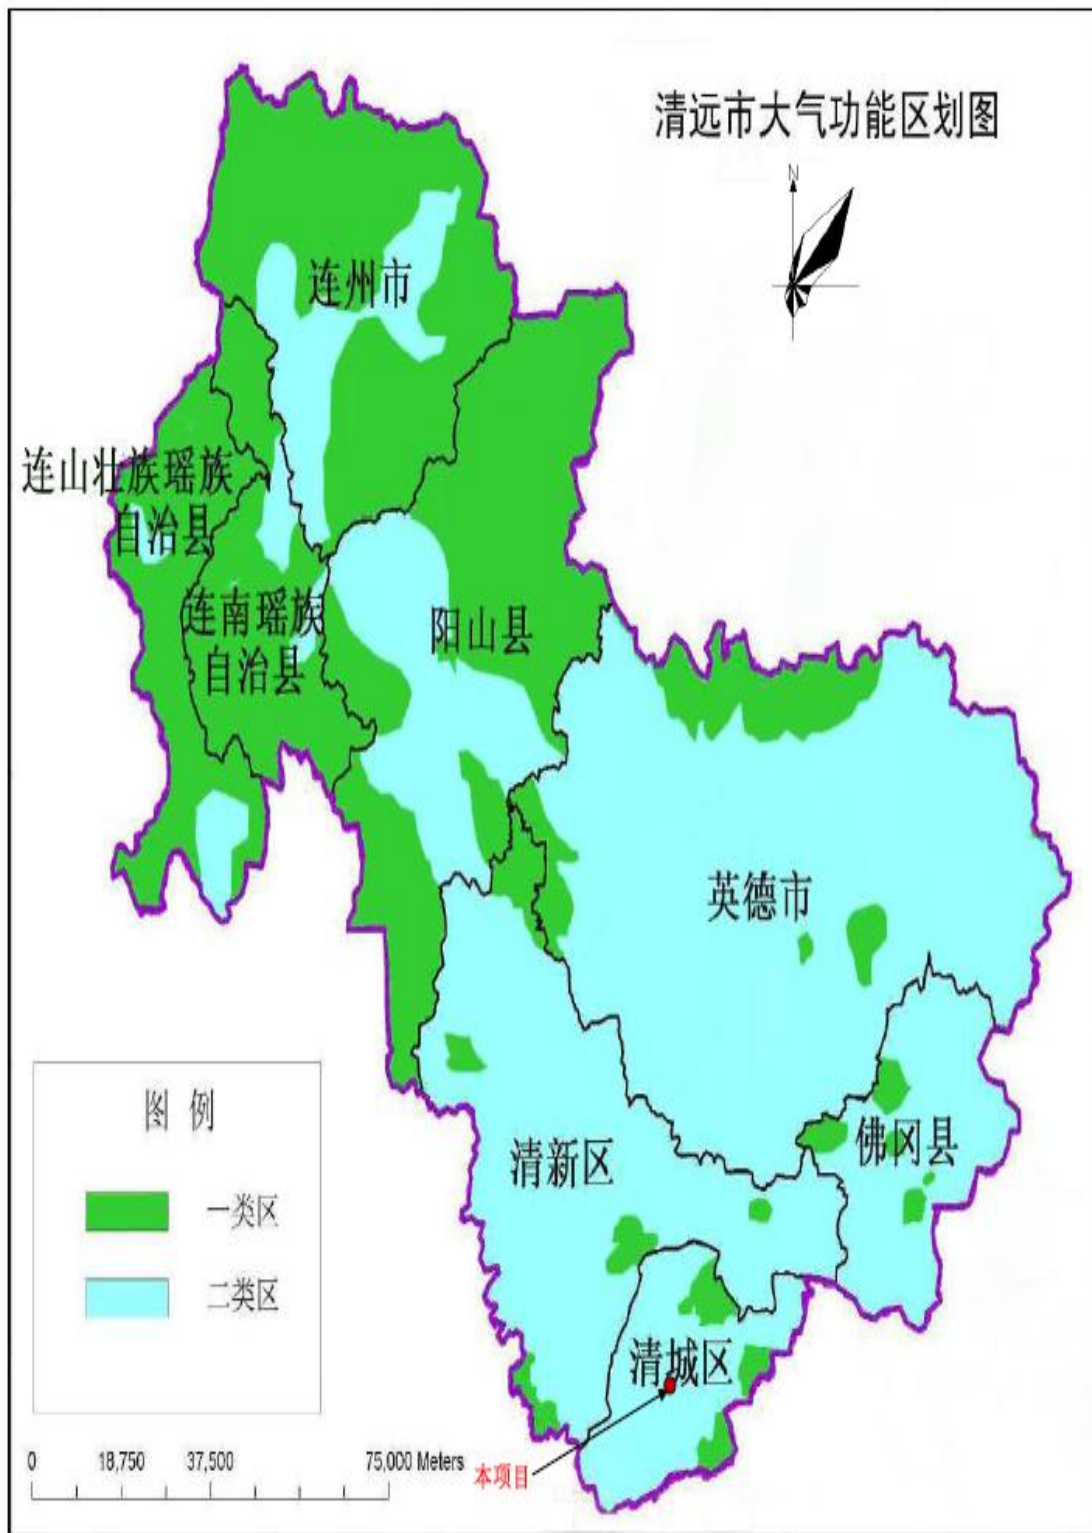 清远市大气功能区划图
N
连州市
连山壮族瑶族
自治县
连南瑶族
自治县
阳山县
英德市
佛冈县
清新区
清城区
图 例
一类区
二类区
0 18,750 37,500 75,000 Meters
本项目